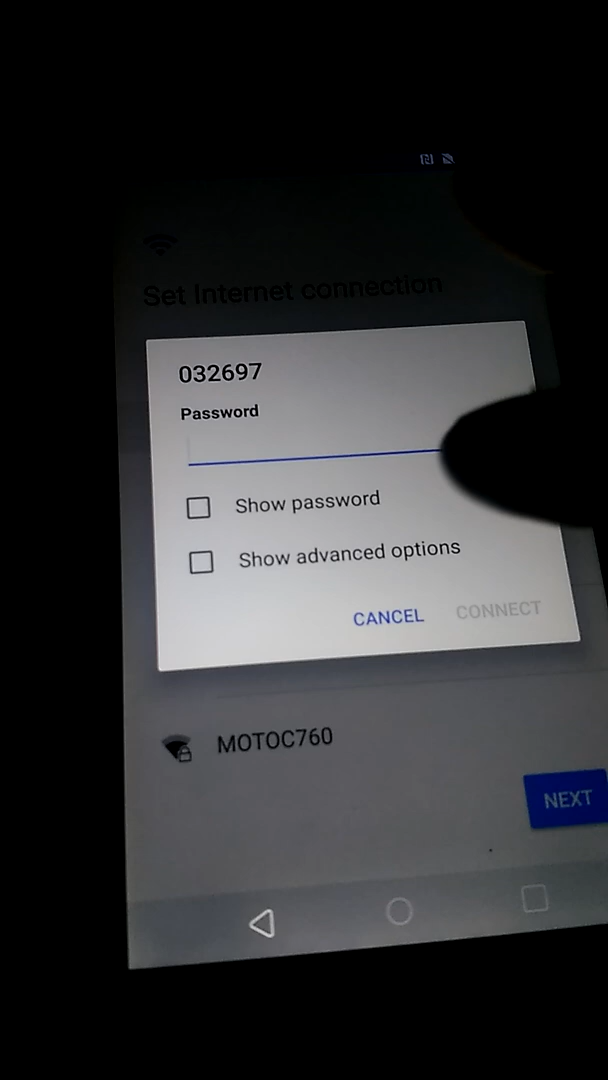 Set Internet connection
032697
Password
Show password
Show advanced options
CANCEL CONNECT
MOTOC760
NEXT